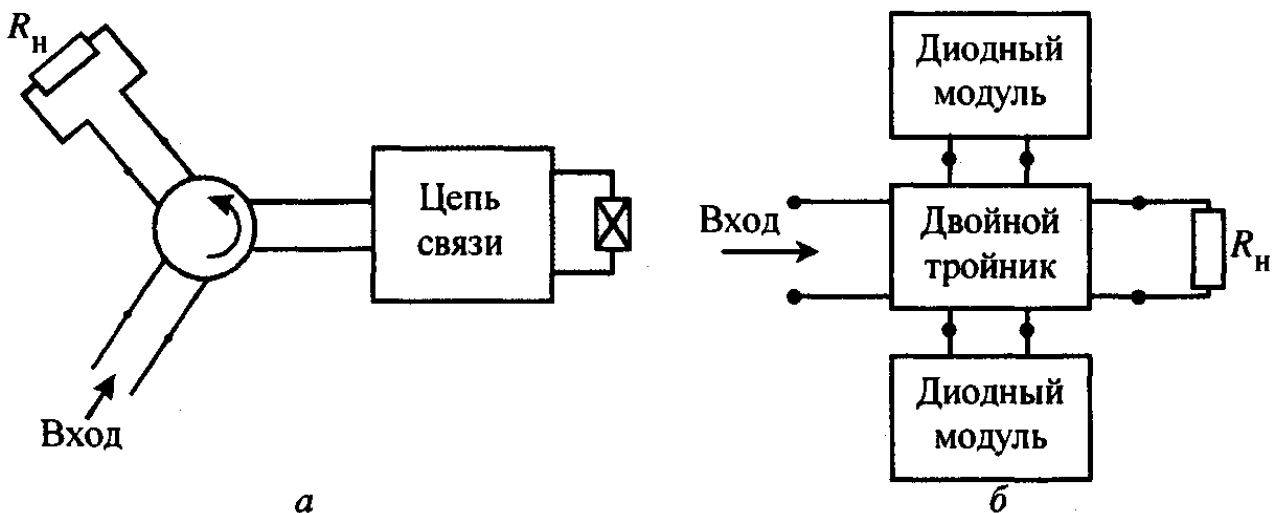 Rн
Цепь
связи
Вход
а
Диодный
модуль
Вход
Двойной
тройник
Rн
Диодный
модуль
б